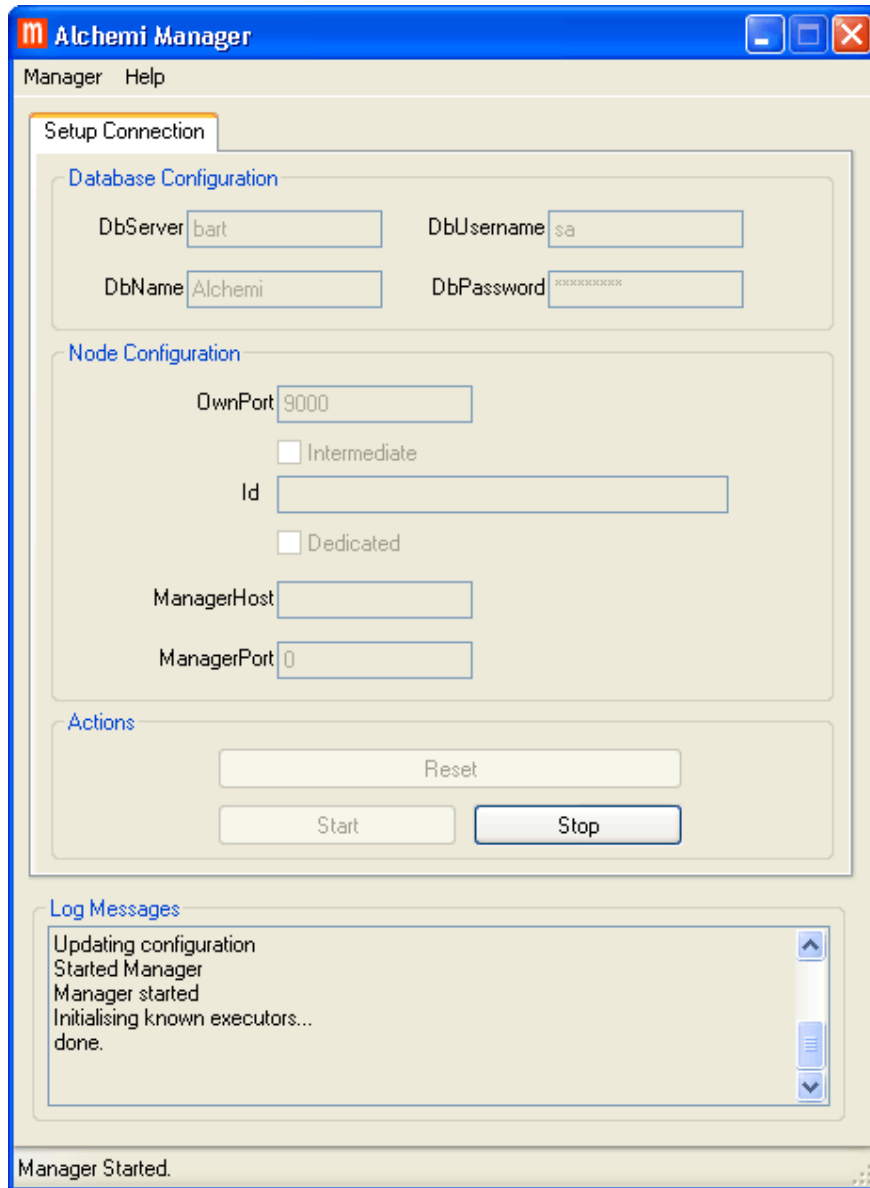 m Alchemi Manager
Manager Help
Setup Connection
Database Configuration
DbServer bart DbUsername sa
DbName Alchemi DbPassword *********
Node Configuration
OwnPort 9000
Intermediate
Id
Dedicated
ManagerHost
ManagerPort 0
Actions
Reset
Start Stop
Log Messages
Updating configuration
Started Manager
Manager started
Initialising known executors...
done.
Manager Started.